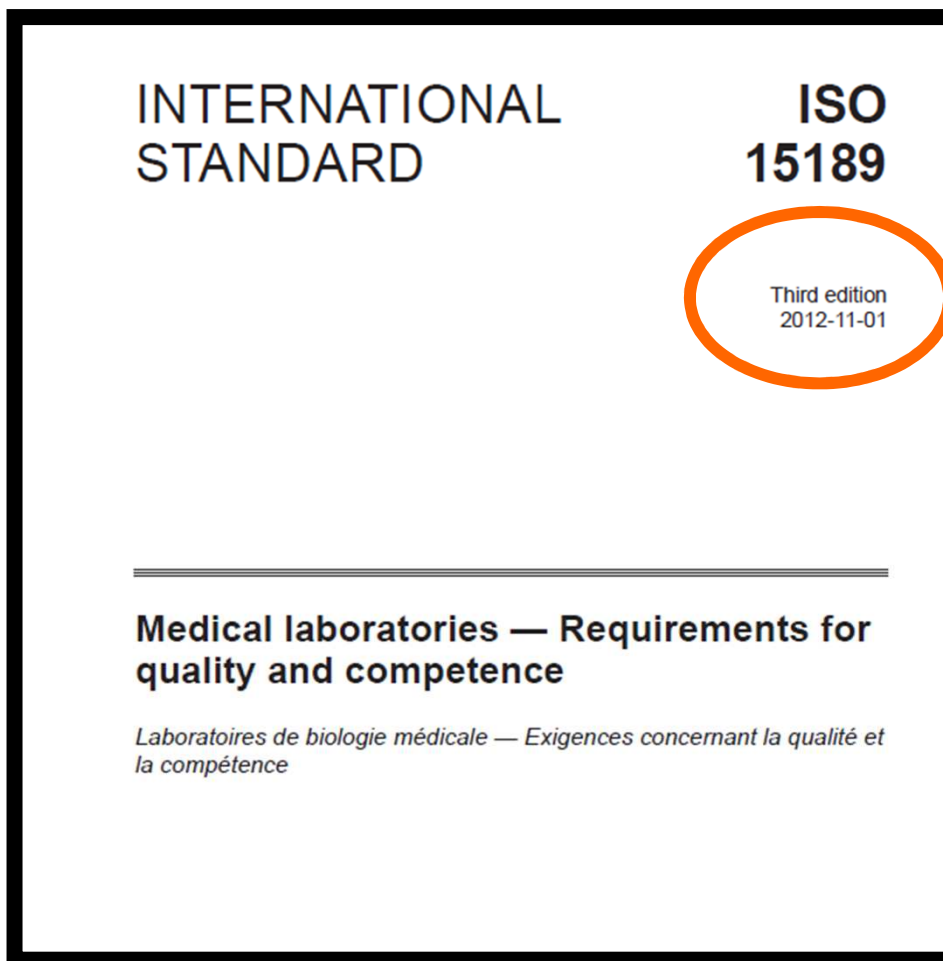 INTERNATIONAL
STANDARD
ISO
15189
Third edition
2012-11-01
Medical laboratories — Requirements for
quality and competence
Laboratoires de biologie médicale — Exigences concernant la qualité et
la compétence